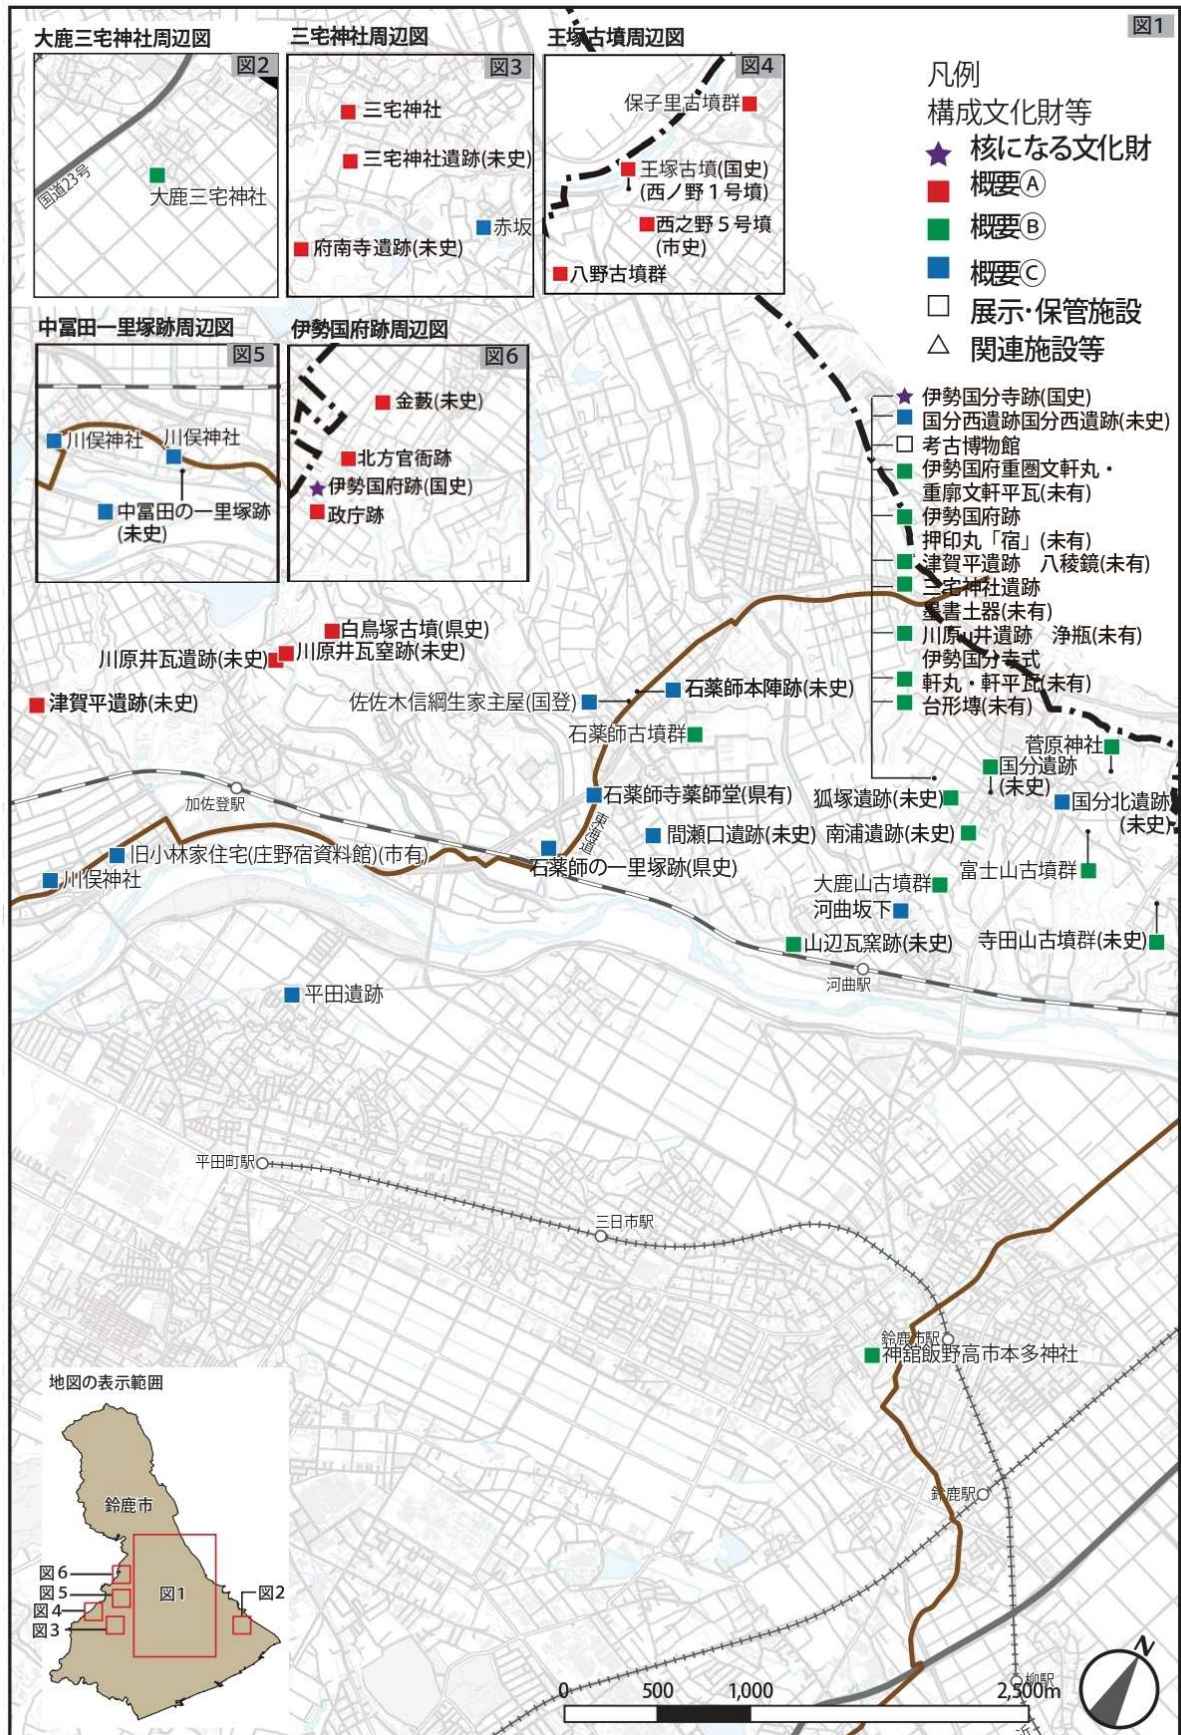 図1
大鹿三宅神社周辺図
図2
国道23号
大鹿三宅神社
三宅神社周辺図
図3
三宅神社
三宅神社遺跡(未史)
赤坂
府南寺遺跡(未史)
王塚古墳周辺図
図4
保子里古墳群
王塚古墳(国史)
(西ノ野1号墳)
西之野5号墳
(市史)
八野古墳群
凡例
構成文化財等
核になる文化財
概要Ⓐ
概要Ⓑ
概要Ⓒ
展示・保管施設
関連施設等
中冨田一里塚跡周辺図
図5
川俣神社
川俣神社
中冨田の一里塚跡
(未史)
伊勢国府跡周辺図
図6
金藪(未史)
北方官衙跡
伊勢国府跡(国史)
政庁跡
伊勢国分寺跡(国史)
国分西遺跡国分西遺跡(未史)
考古博物館
伊勢国府重圏文軒丸・
重廓文軒平瓦(未有)
伊勢国府跡
押印丸「宿」(未有)
津賀平遺跡 八稜鏡(未有)
三宅神社遺跡
墨書土器(未有)
川原井遺跡 浄瓶(未有)
伊勢国分寺式
軒丸・軒平瓦(未有)
台形塼(未有)
白鳥塚古墳(県史)
川原井瓦遺跡(未史)
川原井瓦窒跡(未史)
津賀平遺跡(未史)
佐佐木信綱生家主屋(国登)
石薬師本陣跡(未史)
石薬師古墳群
菅原神社
国分遺跡
(未史)
加佐登駅
石薬師寺薬師堂(県有)
東海道
狐塚遺跡(未史)
国分北遺跡
(未史)
間瀬口遺跡(未史)
南浦遺跡(未史)
旧小林家住宅(庄野宿資料館)(市有)
石薬師の一里塚跡(県史)
川俣神社
富士山古墳群
大鹿山古墳群
河曲坂下
山辺瓦窯跡(未史)
寺田山古墳群(未史)
河曲駅
平田遺跡
平田町駅
三日市駅
鈴鹿市駅
神舘飯野高市本多神社
鈴鹿駅
柳駅
地図の表示範囲
鈴鹿市
図6
図5
図4
図3
図1
図2
0 500 1,000 2,500m
N